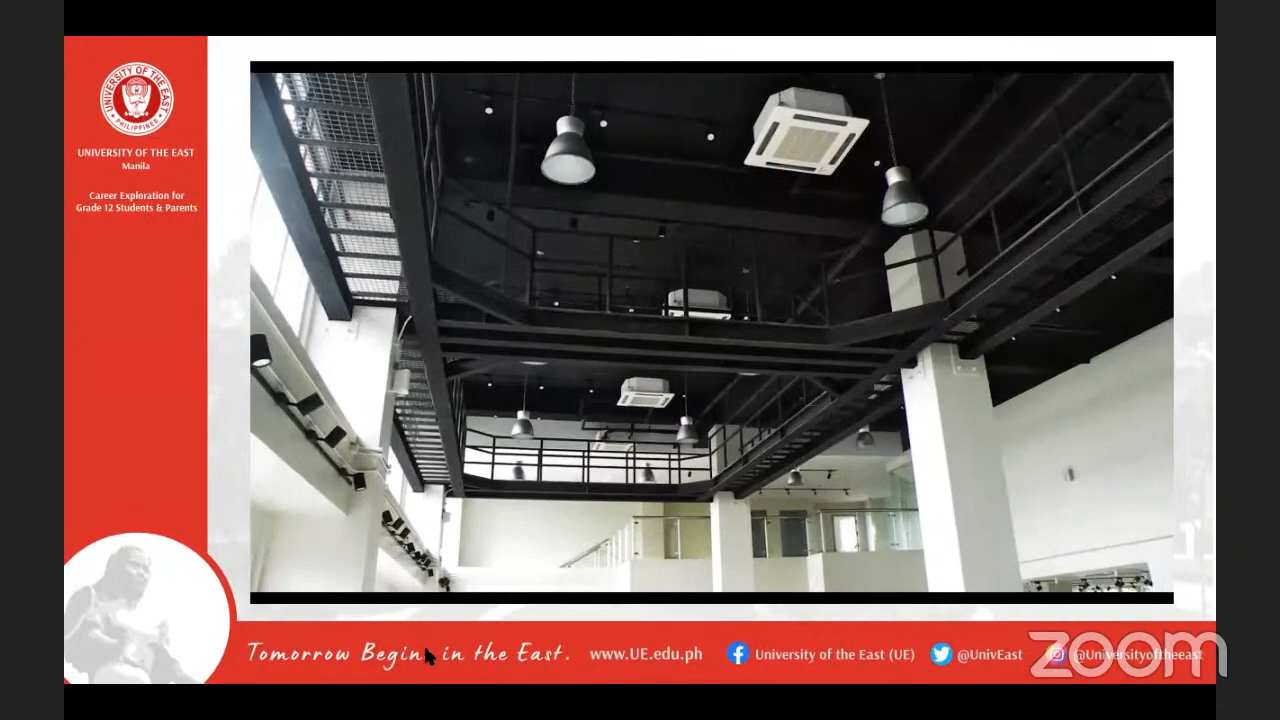 UNIVERSITY OF THE EAST
PHILIPPINES
UNIVERSITY OF THE EAST
Manila
Career Exploration for
Grade 12 Students & Parents
Tomorrow Begins in the East.
www.UE.edu.ph
University of the East (UE)
@UnivEast
@Universityoftheeast
zoom